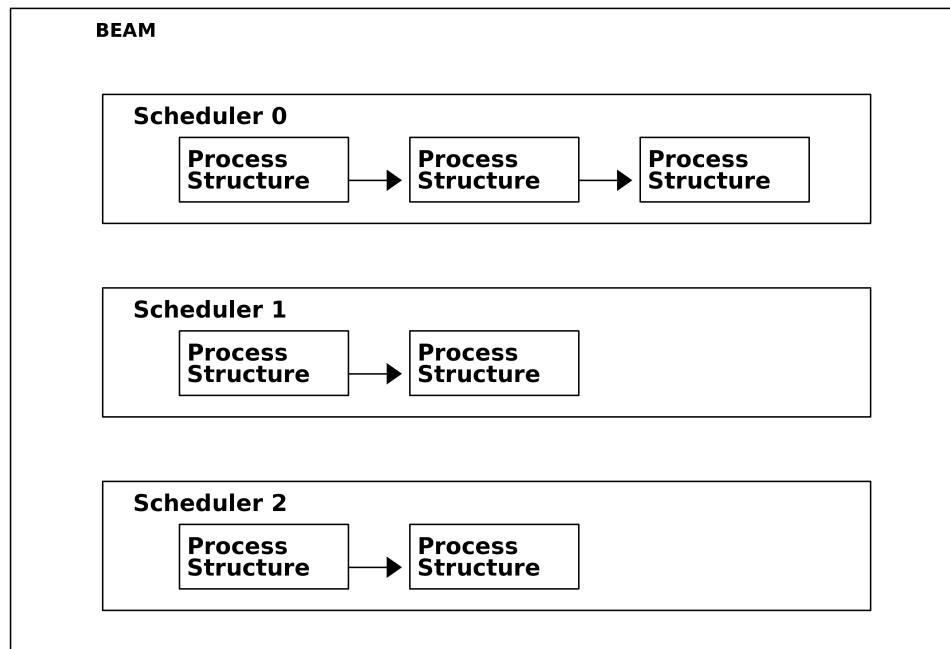 BEAM
Scheduler 0
Process
Structure
Process
Structure
Process
Structure
Scheduler 1
Process
Structure
Process
Structure
Scheduler 2
Process
Structure
Process
Structure